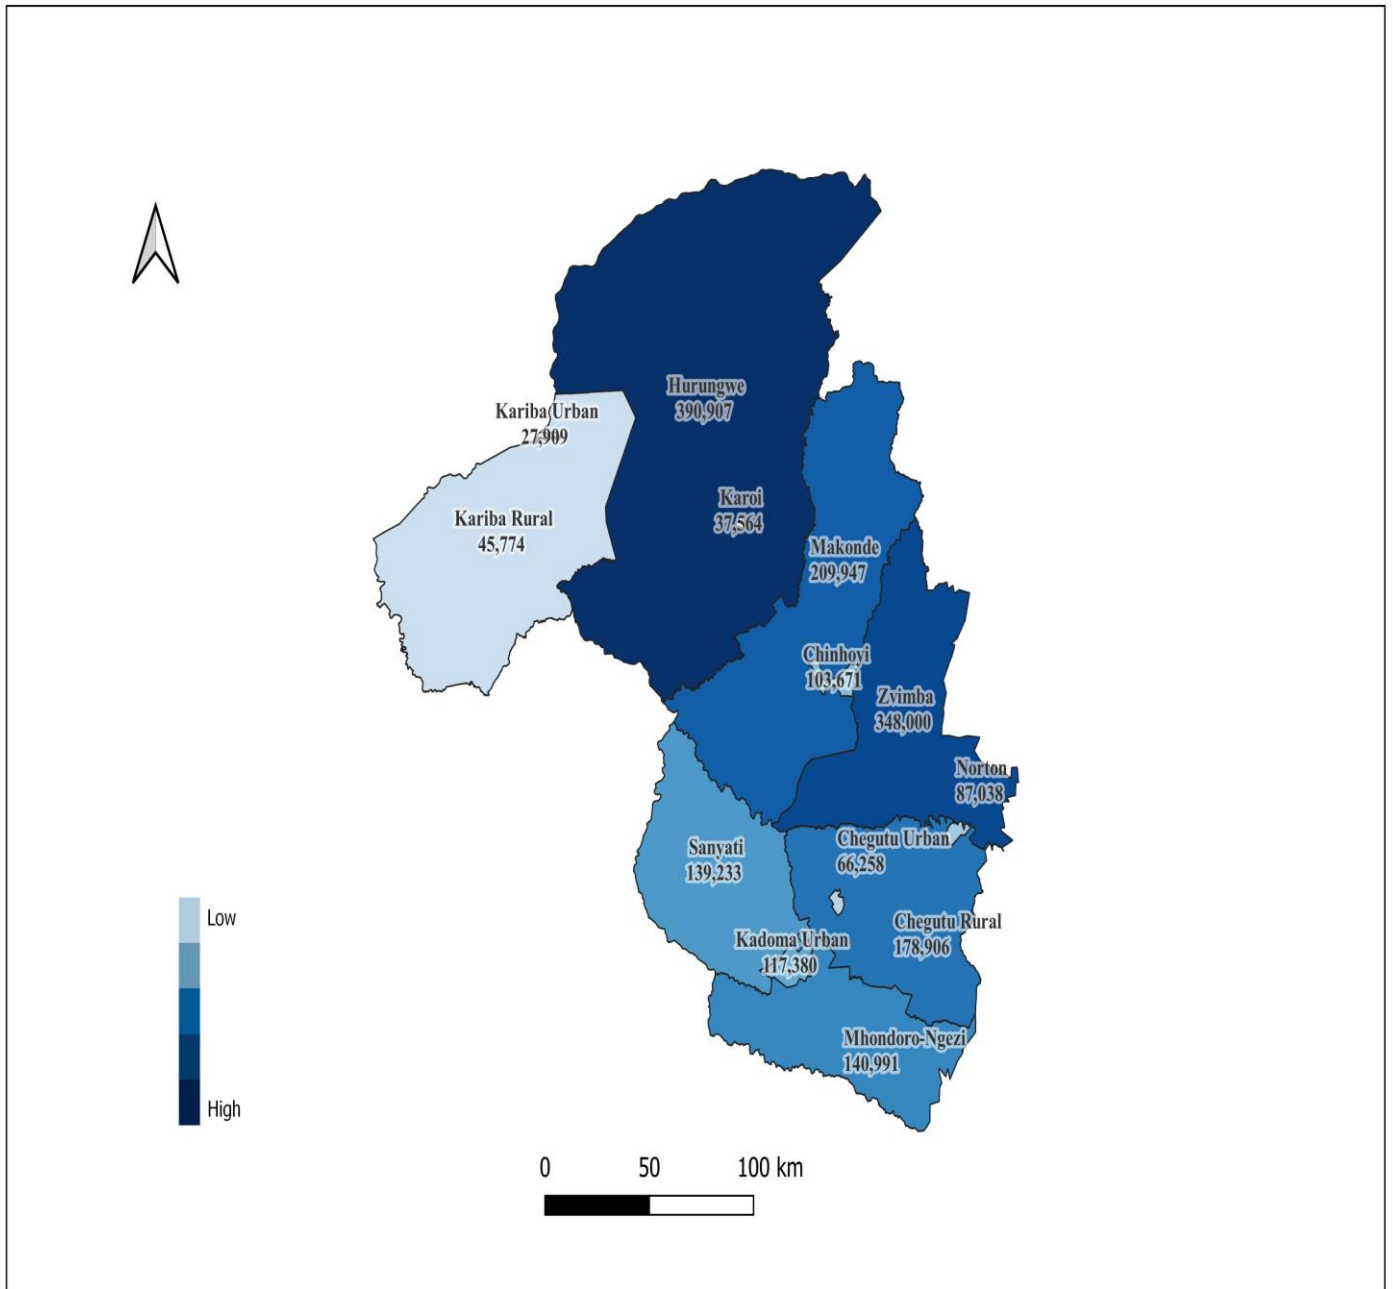 Hurungwe
390,907
Kariba Urban
27,909
Karoi
37,564
Kariba Rural
45,774
Makonde
209,947
Chinhoyi
103,671
Zvimba
348,000
Norton
87,038
Chegutu Urban
66,258
Sanyati
139,233
Chegutu Rural
178,906
Kadoma Urban
117,380
Mhondoro-Ngezi
140,991
Low
High
0 50 100 km